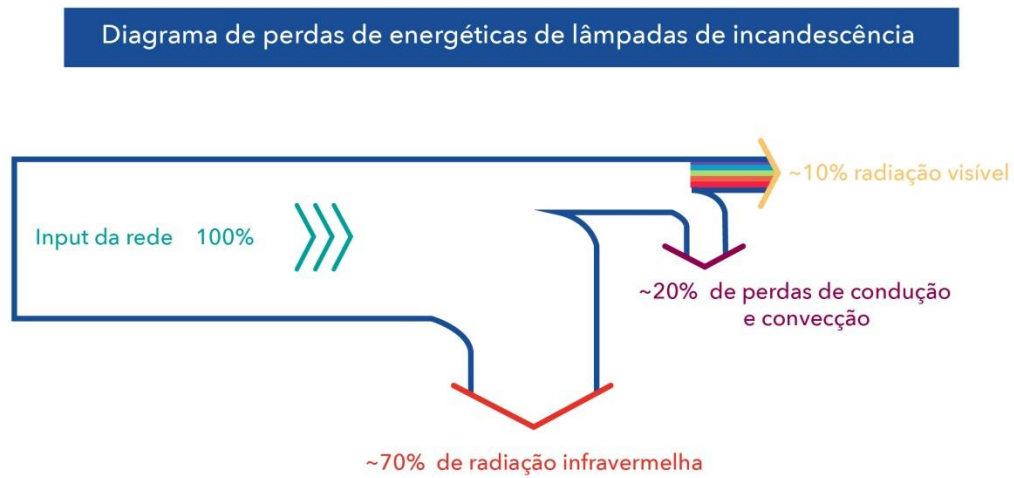 Diagrama de perdas de energéticas de lâmpadas de incandescência
~10% radiação visível
Input da rede 100%
~20% de perdas de condução
e convecção
~70% de radiação infravermelha